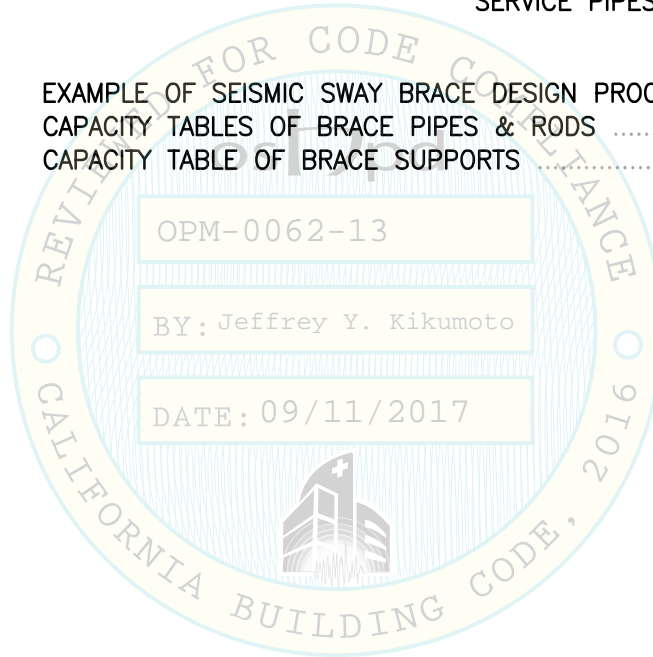 SERVICE PIPES
REVIEWED FOR CODE COMPLIANCE
EXAMPLE OF SEISMIC SWAY BRACE DESIGN PROC
CAPACITY TABLES OF BRACE PIPES & RODS ......
CAPACITY TABLE OF BRACE SUPPORTS ................
oshpd
OPM-0062-13
BY: Jeffrey Y. Kikumoto
DATE: 09/11/2017
CALIFORNIA BUILDING CODE, 2016